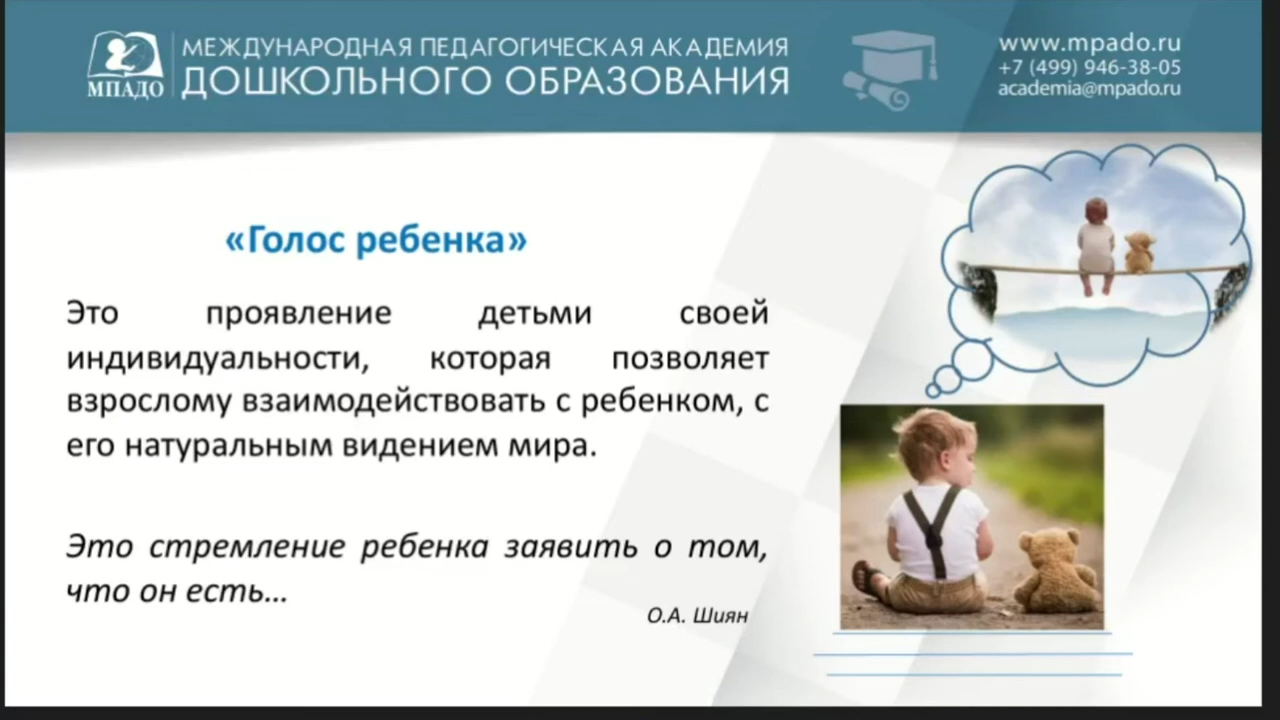 МПАДО
МЕЖДУНАРОДНАЯ ПЕДАГОГИЧЕСКАЯ АКАДЕМИЯ
ДОШКОЛЬНОГО ОБРАЗОВАНИЯ
www.mpado.ru
+7 (499) 946-38-05
academia@mpado.ru
«Голос ребенка»
Это проявление детьми своей
индивидуальности, которая позволяет
взрослому взаимодействовать с ребенком, с
его натуральным видением мира.
Это стремление ребенка заявить о том,
что он есть…
О.А. Шиян